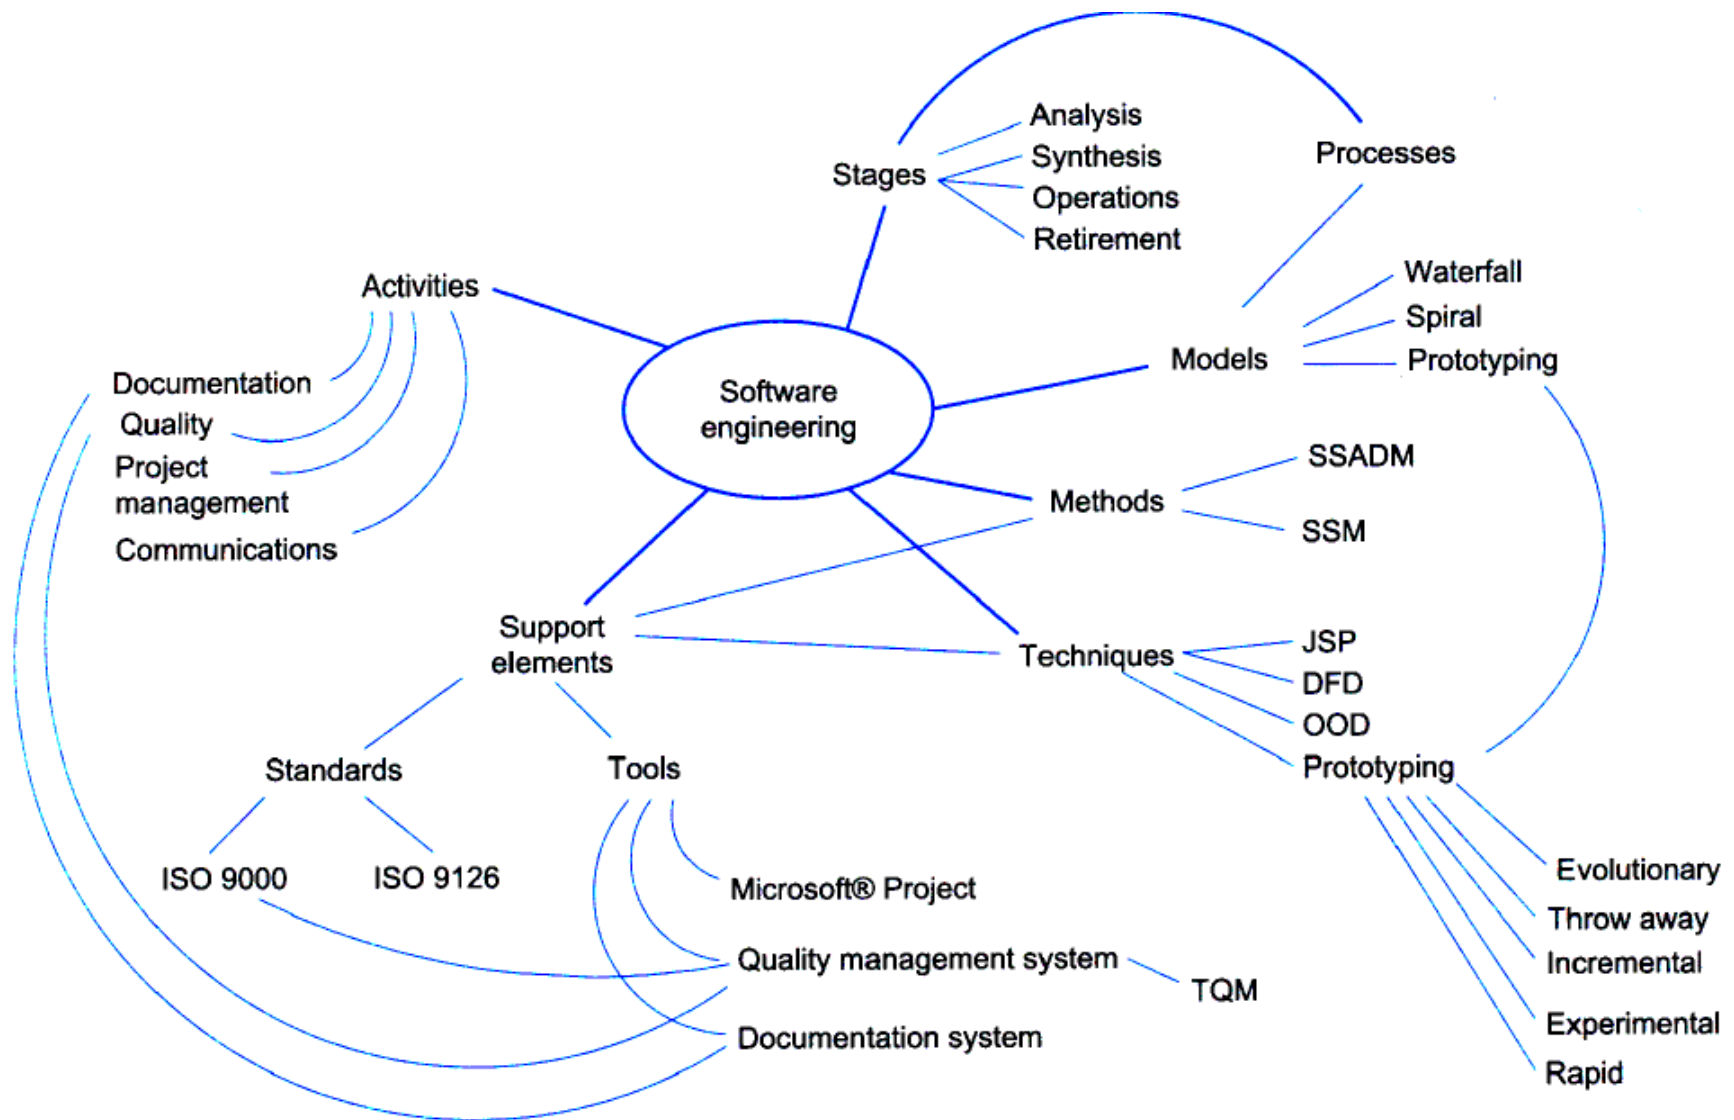 Analysis
Synthesis
Operations
Retirement
Stages
Processes
Activities
Waterfall
Spiral
Prototyping
Models
Documentation
Quality
Project
management
Communications
Software
engineering
Methods
SSADM
SSM
Support
elements
Techniques
JSP
DFD
OOD
Prototyping
Standards
Tools
ISO 9000
ISO 9126
Microsoft® Project
Quality management system
TQM
Documentation system
Evolutionary
Throw away
Incremental
Experimental
Rapid